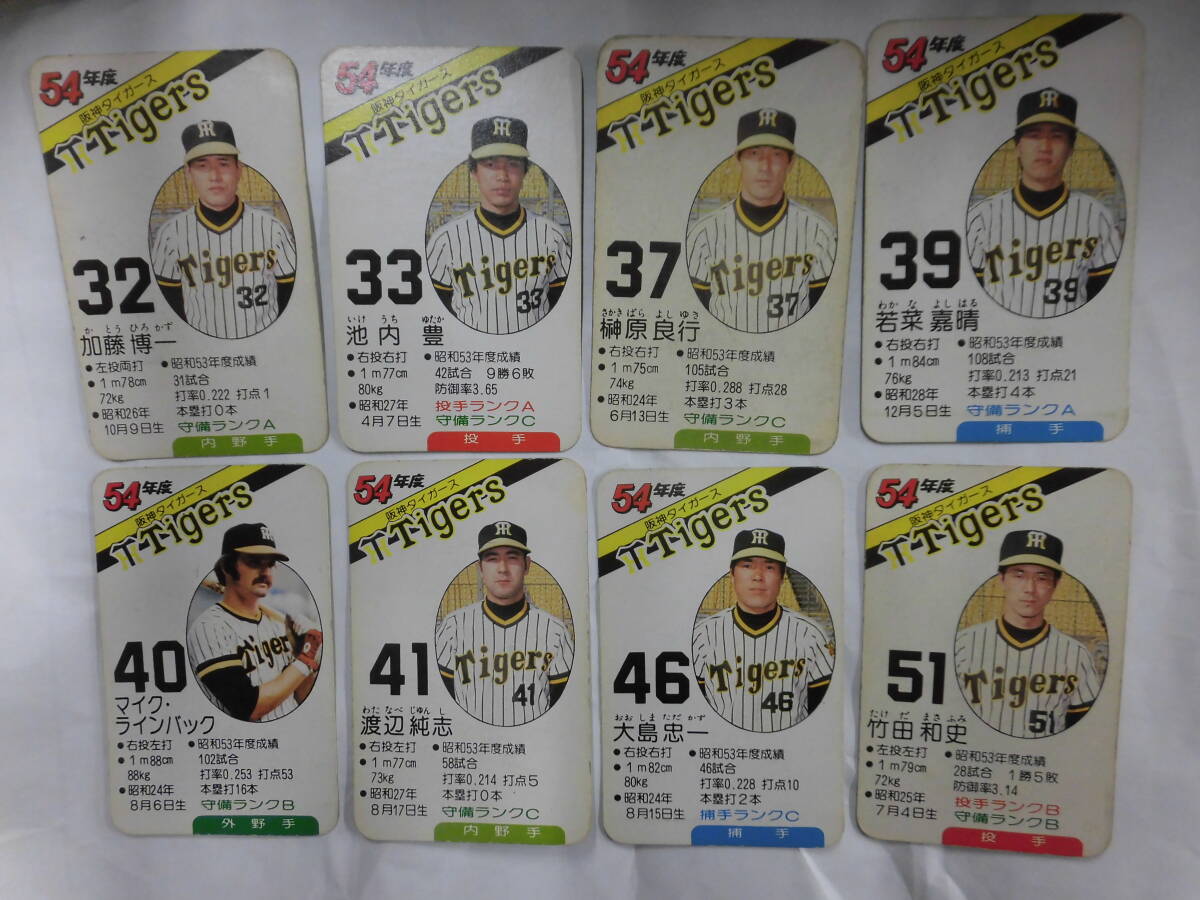 54年度
阪神タイガース
Tigers
Tigers
32
32
か とう ひろ かず
加藤 博一
●左投両打 ●昭和53年度成績
●1m78cm 31試合
72kg 打率0.222 打点1
●昭和26年 本塁打0本
10月9日生 守備ランクA
内野手
54年度
阪神タイガース
Tigers
Tigers
33
33
いけ うち ゆたか
池内 豊
●右投右打 ●昭和53年度成績
●1m77cm 42試合 9勝6敗
80kg 防御率3.65
●昭和27年 投手ランクA
4月7日生 守備ランクC
投手
54年度
阪神タイガース
Tigers
Tigers
37
37
さかき ばら よし ゆき
榊原良行
●右投右打 ●昭和53年度成績
●1m75cm 105試合
74kg 打率0.288 打点28
●昭和24年 本塁打3本
6月13日生 守備ランクC
内野手
54年度
阪神タイガース
Tigers
Tigers
39
39
わか な よし はる
若菜 嘉晴
●右投右打 ●昭和53年度成績
●1m84cm 108試合
76kg 打率0.213 打点21
●昭和28年 本塁打4本
12月5日生 守備ランクA
捕手
54年度
阪神タイガース
Tigers
Tigers
40
マイク・
ラインバック
●右投左打 ●昭和53年度成績
●1m88cm 102試合
88kg 打率0.253 打点53
●昭和24年 本塁打16本
8月6日生 守備ランクB
外野手
54年度
阪神タイガース
Tigers
Tigers
41
41
わた なべ じゅん し
渡辺 純志
●右投左打 ●昭和53年度成績
●1m77cm 58試合
73kg 打率0.214 打点5
●昭和27年 本塁打0本
8月17日生 守備ランクC
内野手
54年度
阪神タイガース
Tigers
Tigers
46
46
おお しま ただ かず
大島 忠一
●右投右打 ●昭和53年度成績
●1m82cm 46試合
80kg 打率0.228 打点10
●昭和24年 本塁打2本
8月15日生 捕手ランクC
捕手
54年度
阪神タイガース
Tigers
Tigers
51
51
たけ だ まさ ふみ
竹田 和史
●左投左打 ●昭和53年度成績
●1m79cm 28試合 1勝5敗
72kg 防御率3.14
●昭和25年 投手ランクB
7月4日生 守備ランクB
投手